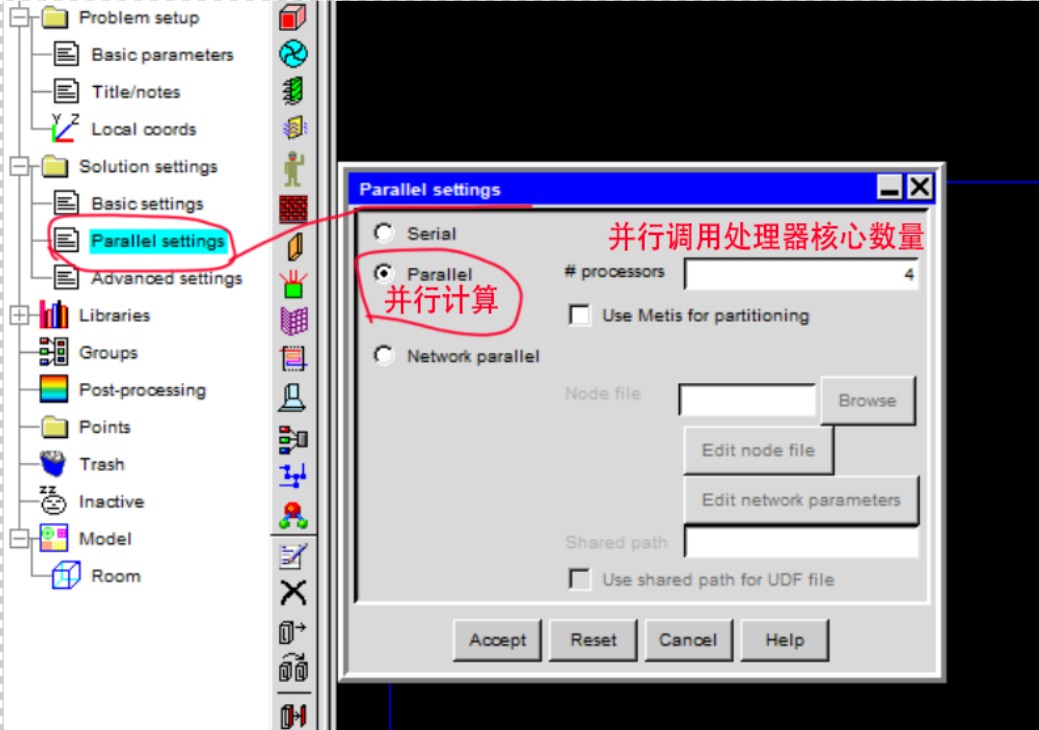 Problem setup
Basic parameters
Title/notes
Y Z
Local coords
Solution settings
Basic settings
Parallel settings
Advanced settings
Libraries
Groups
Post-processing
Points
Trash
zz
Inactive
Model
Room
Parallel settings
Serial
并行调用处理器核心数量
Parallel
# processors
4
并行计算
Use Metis for partitioning
Network parallel
Node file
Browse
Edit node file
Edit network parameters
Shared path
Use shared path for UDF file
Accept
Reset
Cancel
Help